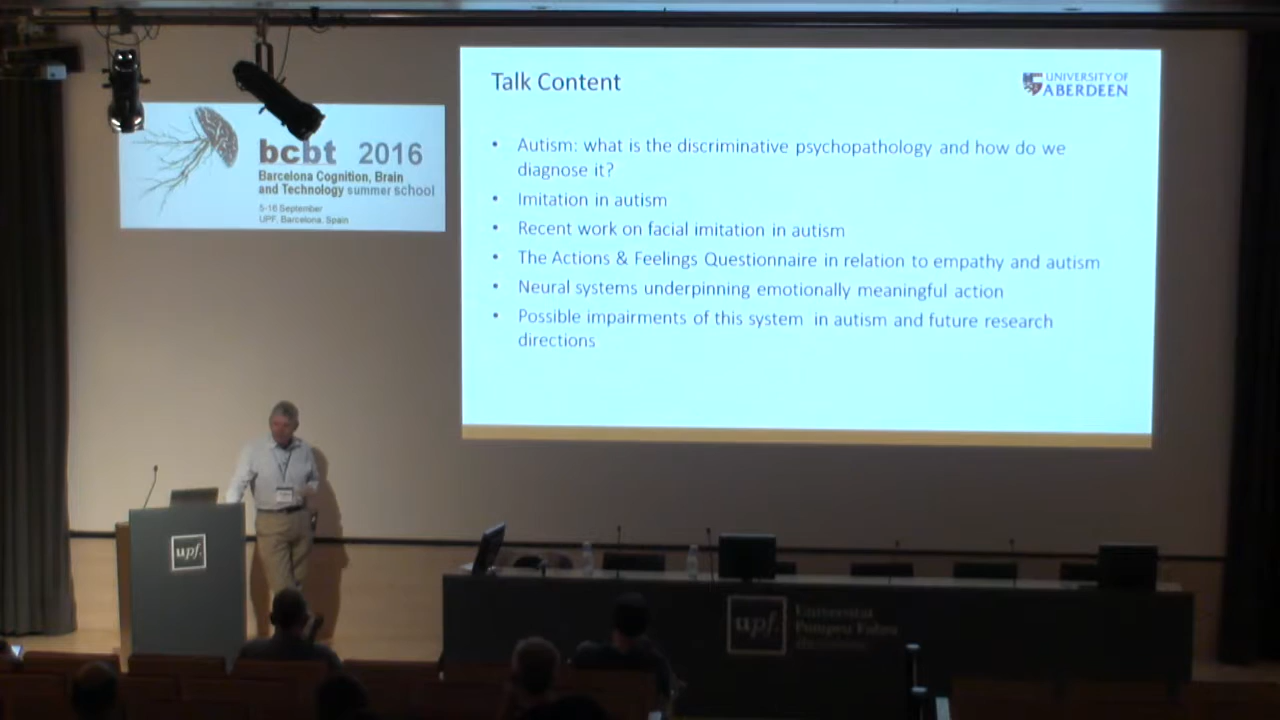 bcbt 2016
Barcelona Cognition, Brain
and Technology summer school
5-16 September
UPF, Barcelona, Spain
Talk Content
UNIVERSITY OF
ABERDEEN
• Autism: what is the discriminative psychopathology and how do we
diagnose it?
• Imitation in autism
• Recent work on facial imitation in autism
• The Actions & Feelings Questionnaire in relation to empathy and autism
• Neural systems underpinning emotionally meaningful action
• Possible impairments of this system in autism and future research
directions
upf.
upf.
Universitat
Pompeu Fabra